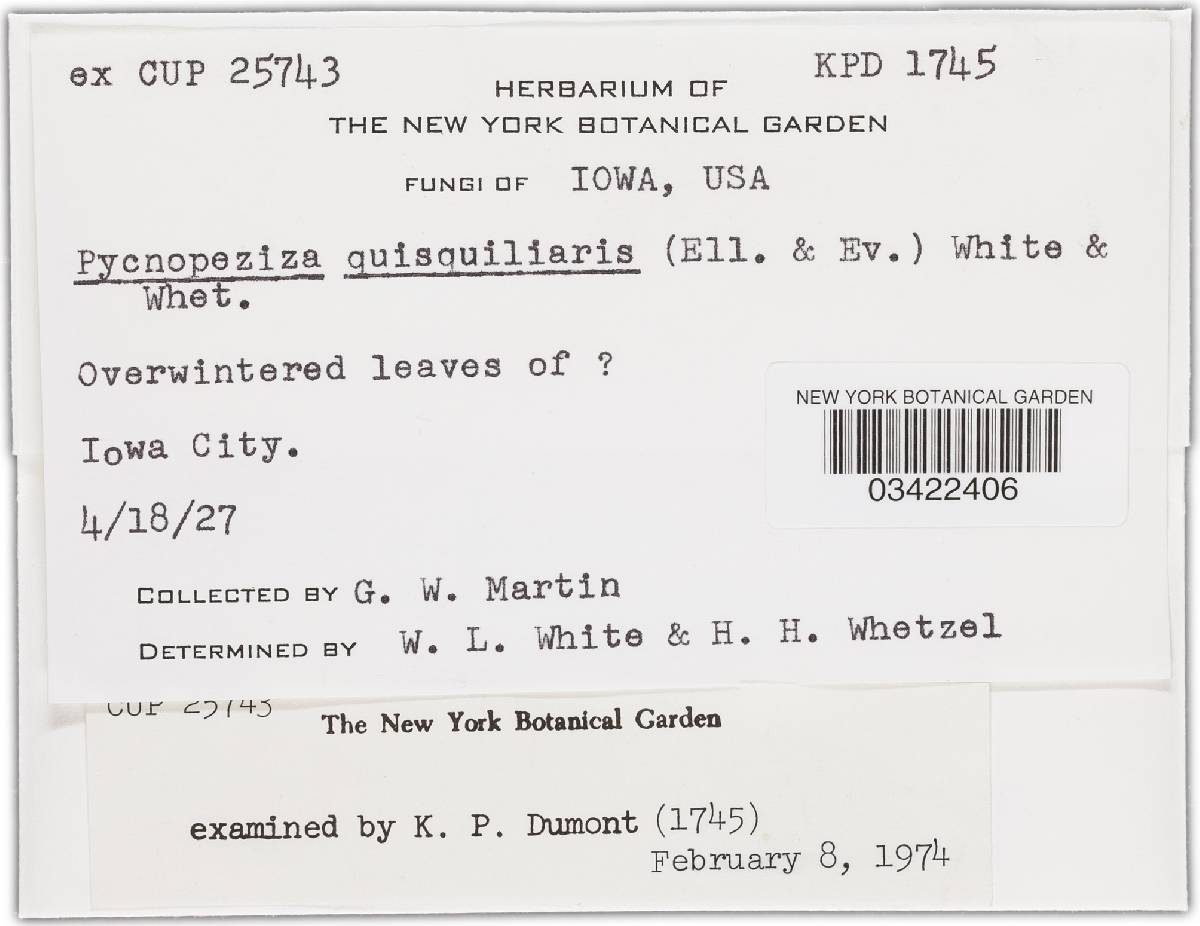 ex CUP 25743
KPD 1745
HERBARIUM OF
THE NEW YORK BOTANICAL GARDEN
FUNGI OF IOWA, USA
Pycnopeziza quisquiliaris (Ell. & Ev.) White &
Whet.
Overwintered leaves of ?
Iowa City.
4/18/27
NEW YORK BOTANICAL GARDEN
03422406
COLLECTED BY G. W. Martin
DETERMINED BY W. L. White & H. H. Whetzel
CUP 25743
The New York Botanical Garden
examined by K. P. Dumont (1745)
February 8, 1974